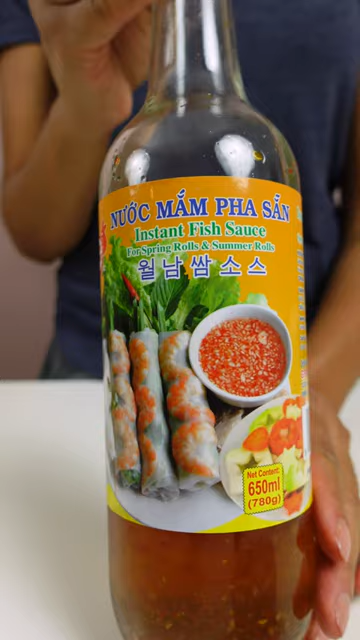 NƯỚC MẮM PHA SẴN
Instant Fish Sauce
For Spring Rolls & Summer Rolls
월남쌈소스
Net Content:
650ml
(780g)